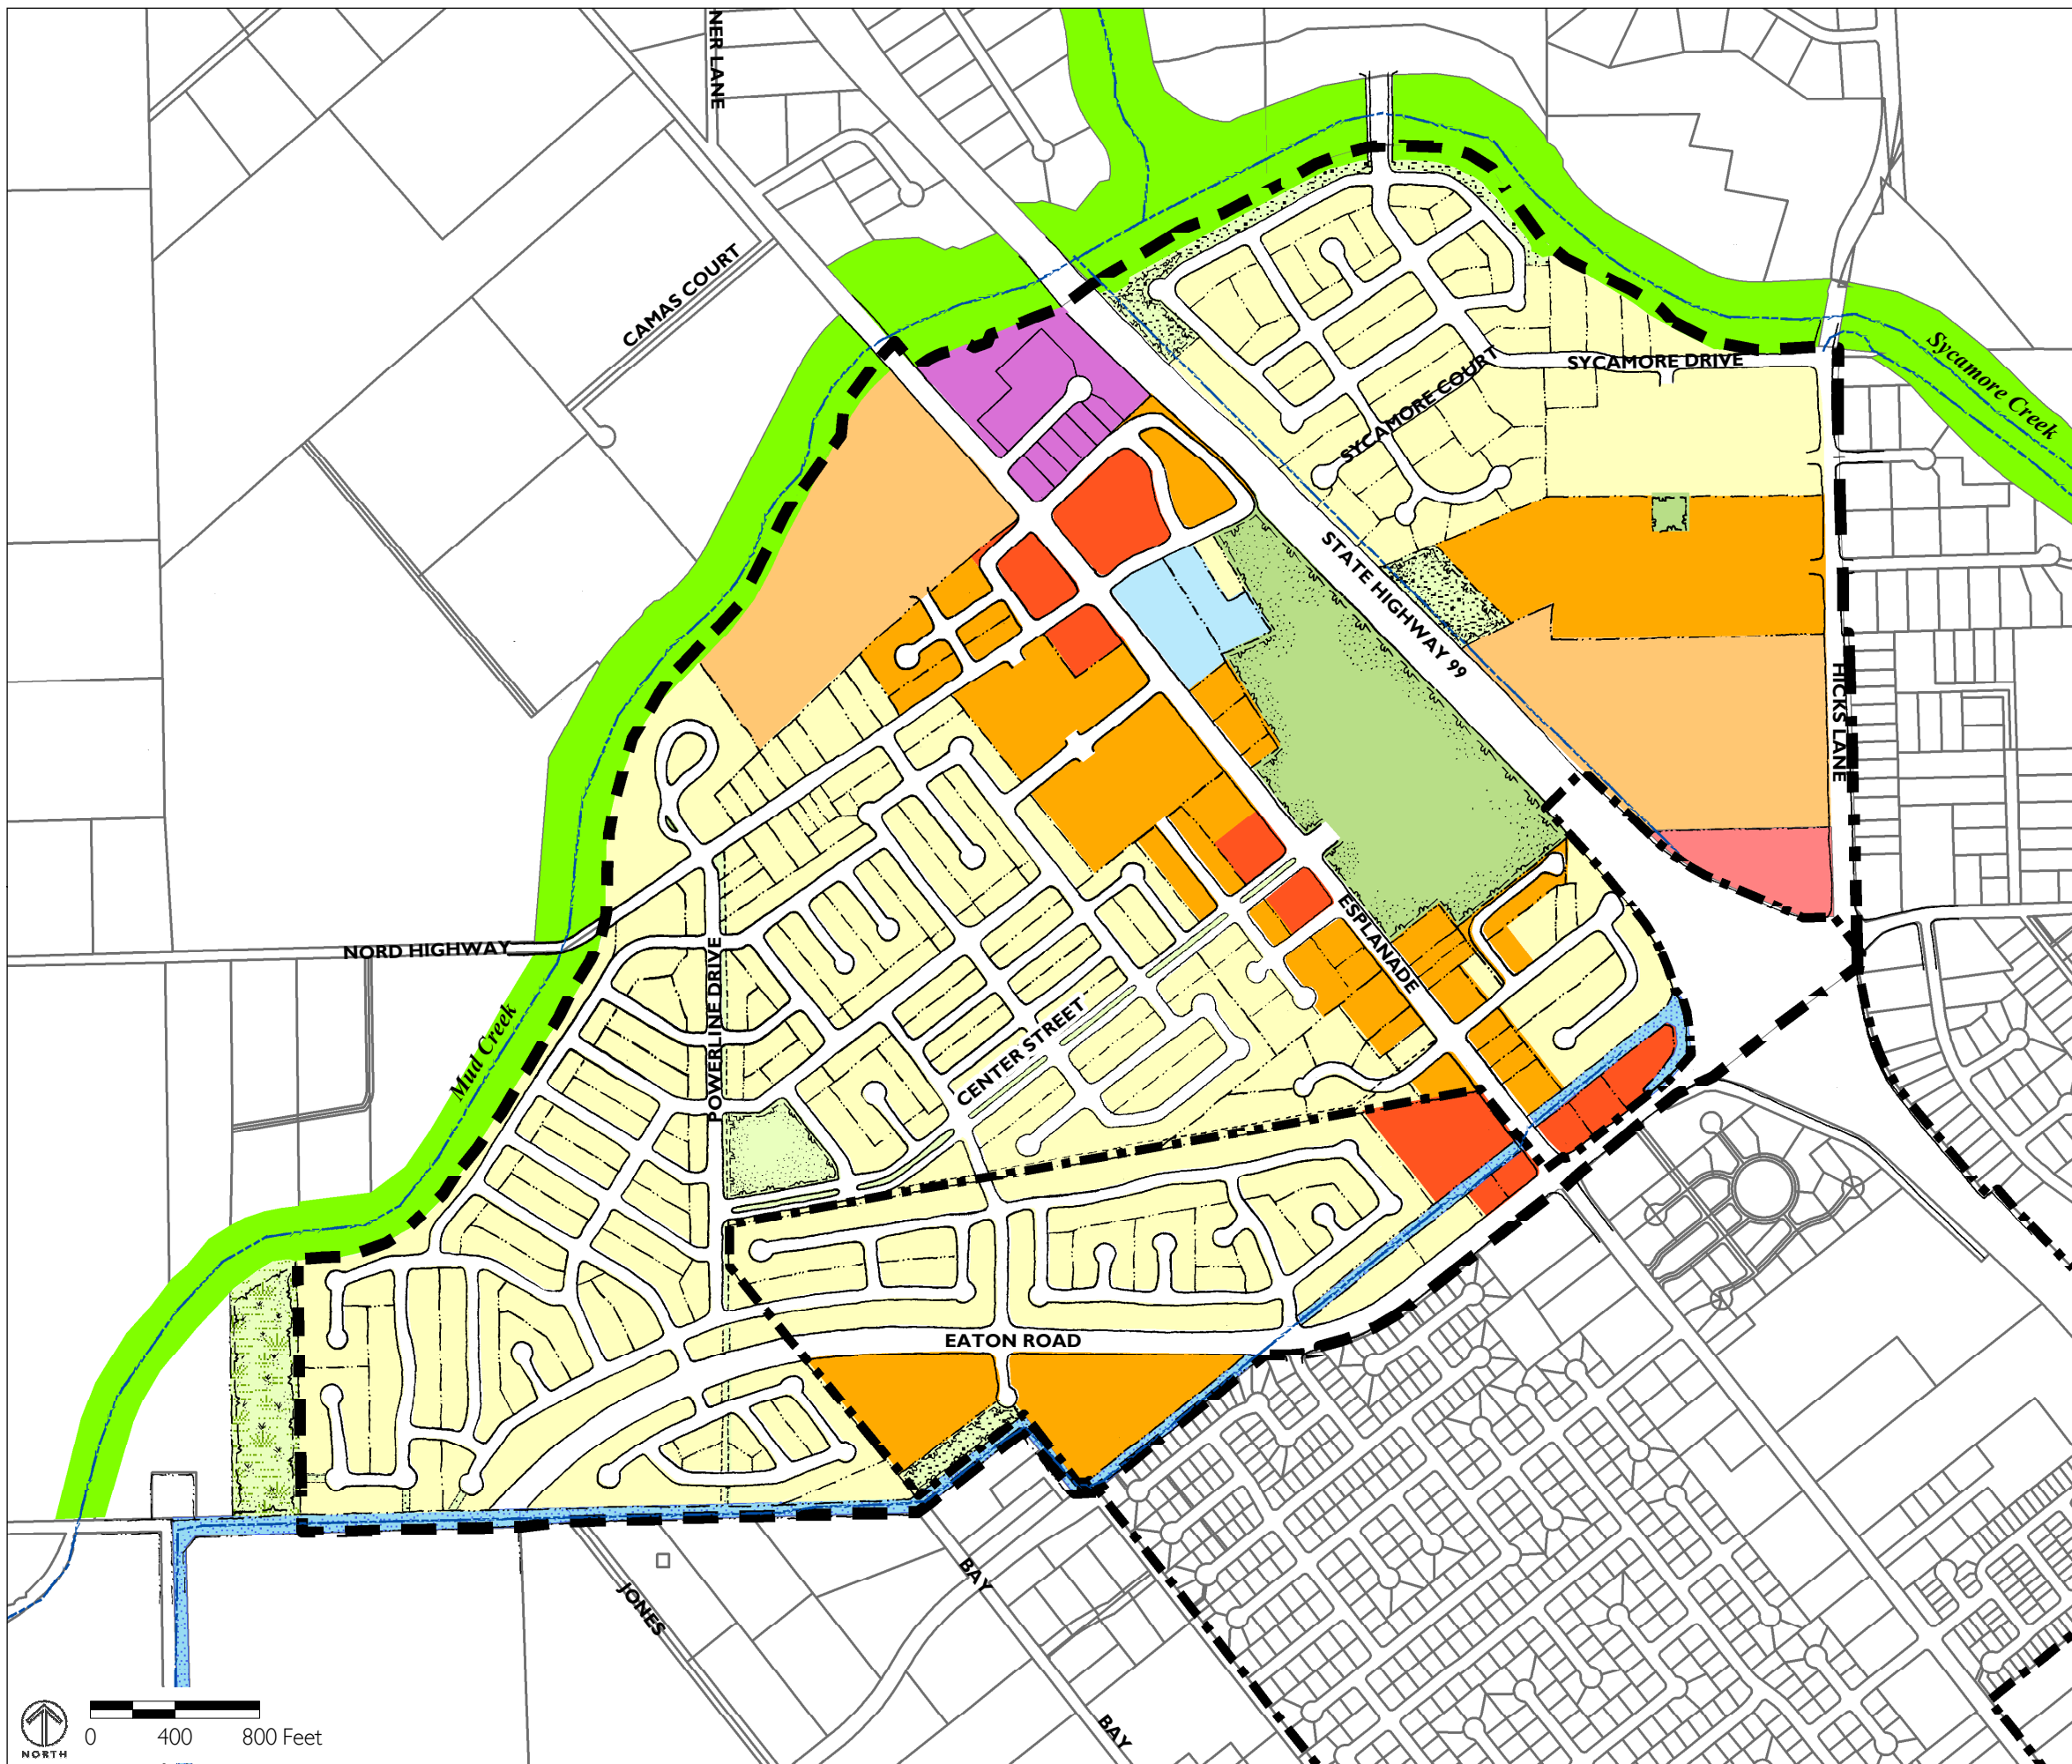 NER LANE
CAMAS COURT
SYCAMORE DRIVE
SYCAMORE COURT
Sycamore Creek
STATE HIGHWAY 99
HICKS LANE
NORD HIGHWAY
POWERLINE DRIVE
ESPLANADE
CENTER STREET
Mud Creek
EATON ROAD
JONES
BAY
BAY
0 400 800 Feet
NORTH